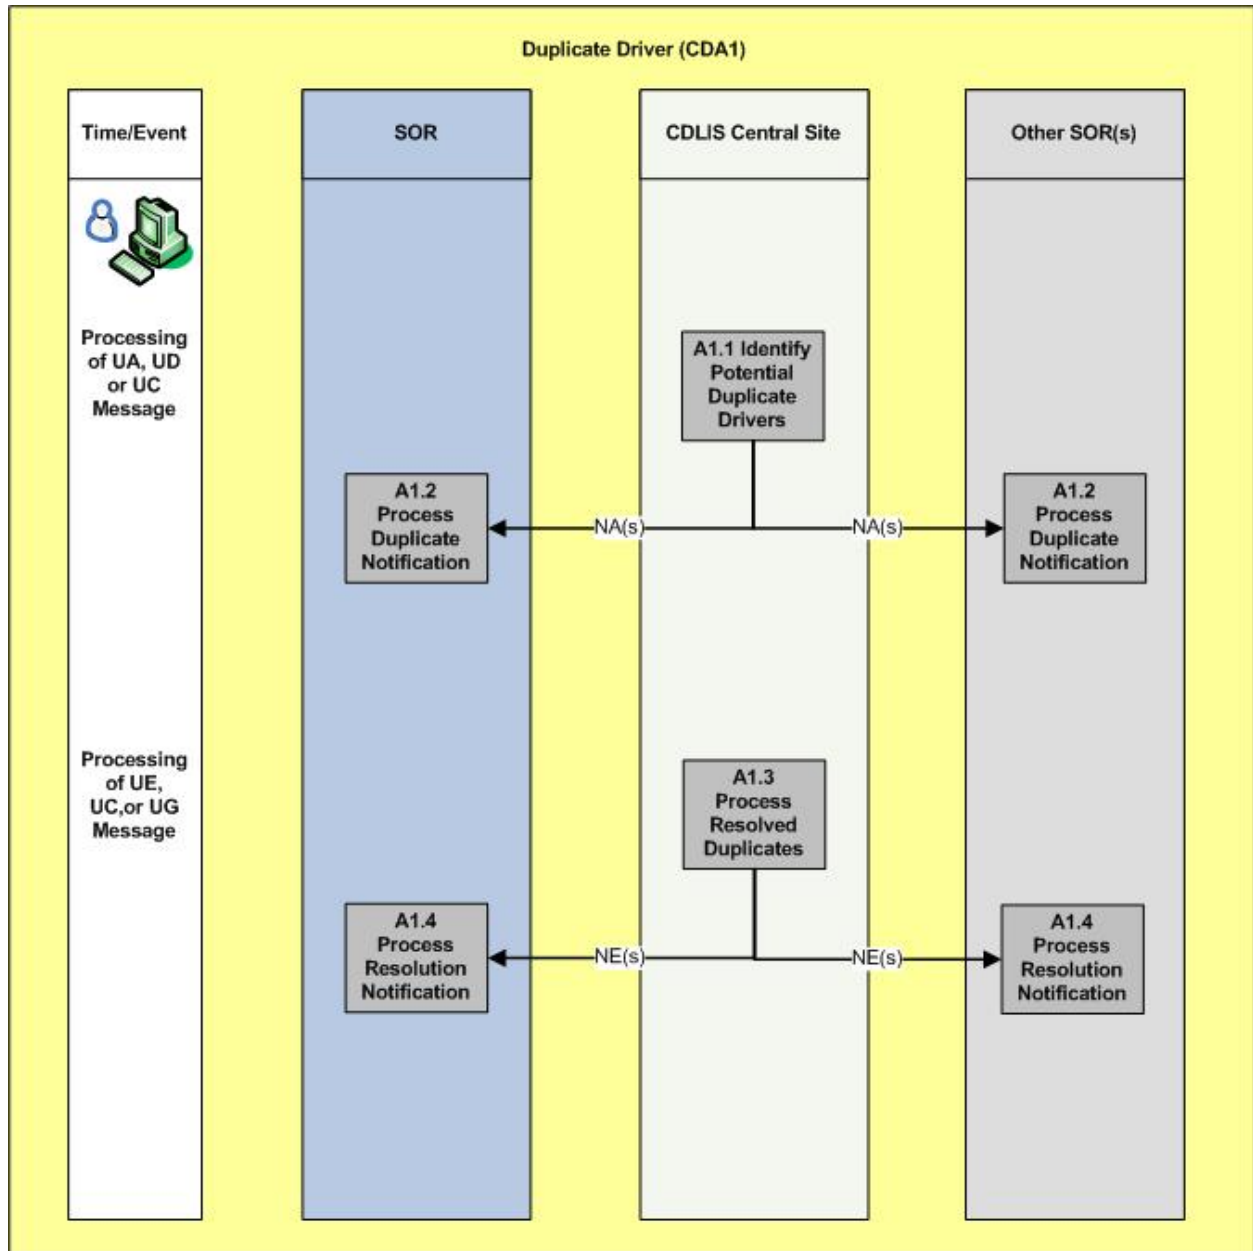 Duplicate Driver (CDA1)
Time/Event
SOR
CDLIS Central Site
Other SOR(s)
Processing
of UA, UD
or UC
Message
A1.1 Identify
Potential
Duplicate
Drivers
A1.2
Process
Duplicate
Notification
NA(s)
NA(s)
A1.2
Process
Duplicate
Notification
Processing
of UE,
UC,or UG
Message
A1.3
Process
Resolved
Duplicates
A1.4
Process
Resolution
Notification
NE(s)
NE(s)
A1.4
Process
Resolution
Notification